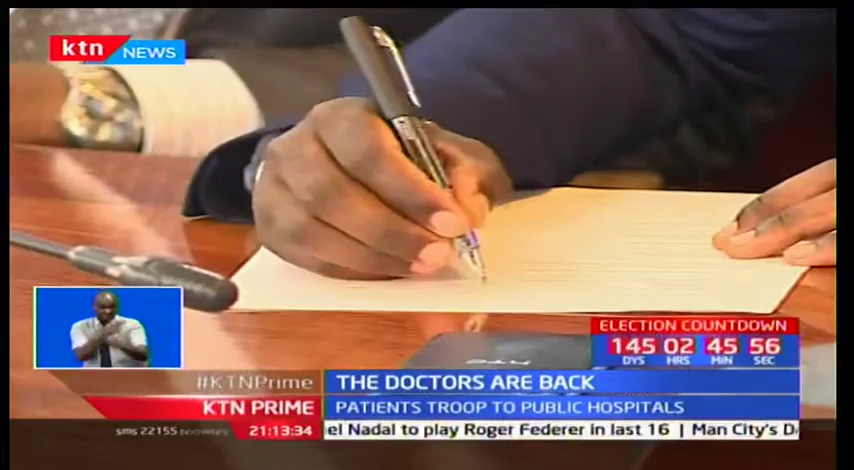 ktn NEWS
ELECTION COUNTDOWN
145 02 45 56
DYS HRS MIN SEC
#KTNPrime
THE DOCTORS ARE BACK
KTN PRIME
PATIENTS TROOP TO PUBLIC HOSPITALS
sms 22155
21:13:34
el Nadal to play Roger Federer in last 16 | Man City's D